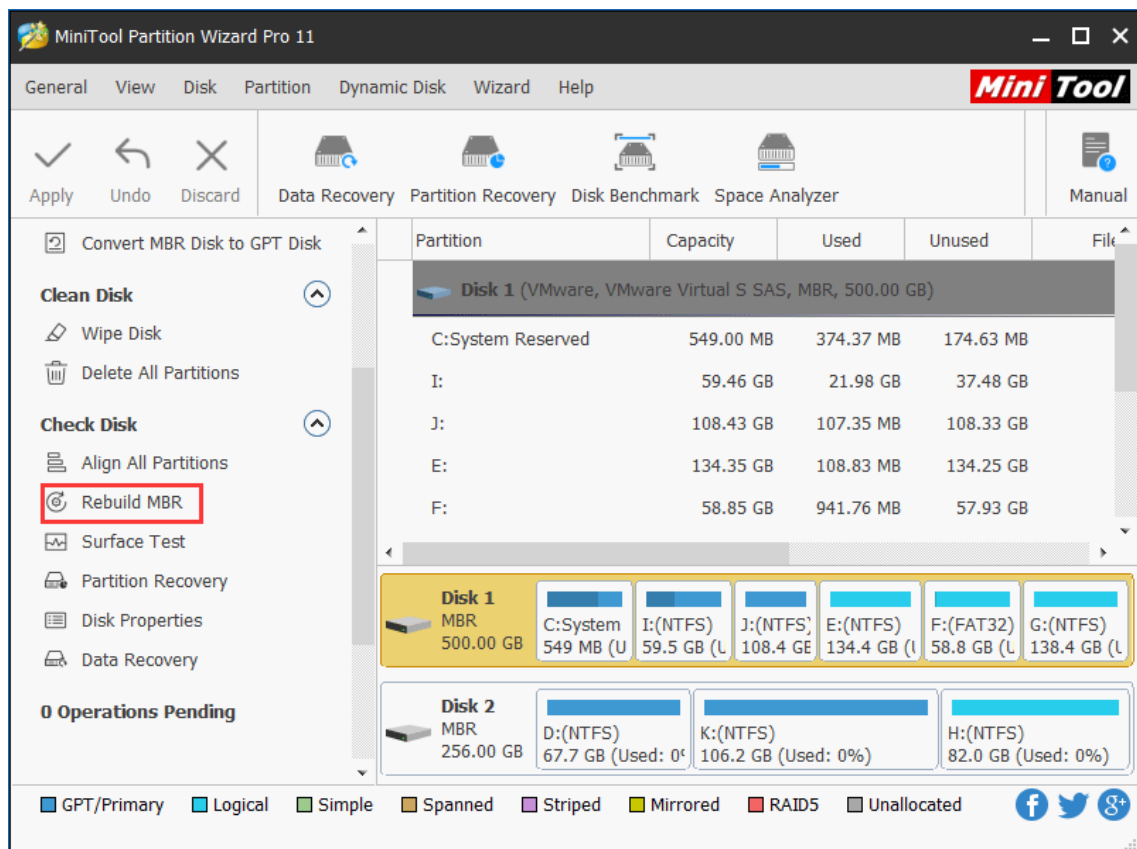 MiniTool Partition Wizard Pro 11
General View Disk Partition Dynamic Disk Wizard Help
Mini Tool
Apply Undo Discard Data Recovery Partition Recovery Disk Benchmark Space Analyzer Manual
Convert MBR Disk to GPT Disk
Clean Disk
Wipe Disk
Delete All Partitions
Check Disk
Align All Partitions
Rebuild MBR
Surface Test
Partition Recovery
Disk Properties
Data Recovery
0 Operations Pending
Partition Capacity Used Unused File
Disk 1 (VMware, VMware Virtual S SAS, MBR, 500.00 GB)
C:System Reserved 549.00 MB 374.37 MB 174.63 MB
I: 59.46 GB 21.98 GB 37.48 GB
J: 108.43 GB 107.35 MB 108.33 GB
E: 134.35 GB 108.83 MB 134.25 GB
F: 58.85 GB 941.76 MB 57.93 GB
Disk 1
MBR
500.00 GB
C:System
549 MB (U
I:(NTFS)
59.5 GB (U
J:(NTFS)
108.4 GB
E:(NTFS)
134.4 GB (U
F:(FAT32)
58.8 GB (U
G:(NTFS)
138.4 GB (U
Disk 2
MBR
256.00 GB
D:(NTFS)
67.7 GB (Used: 0%
K:(NTFS)
106.2 GB (Used: 0%)
H:(NTFS)
82.0 GB (Used: 0%)
GPT/Primary Logical Simple Spanned Striped Mirrored RAID5 Unallocated
f
g+